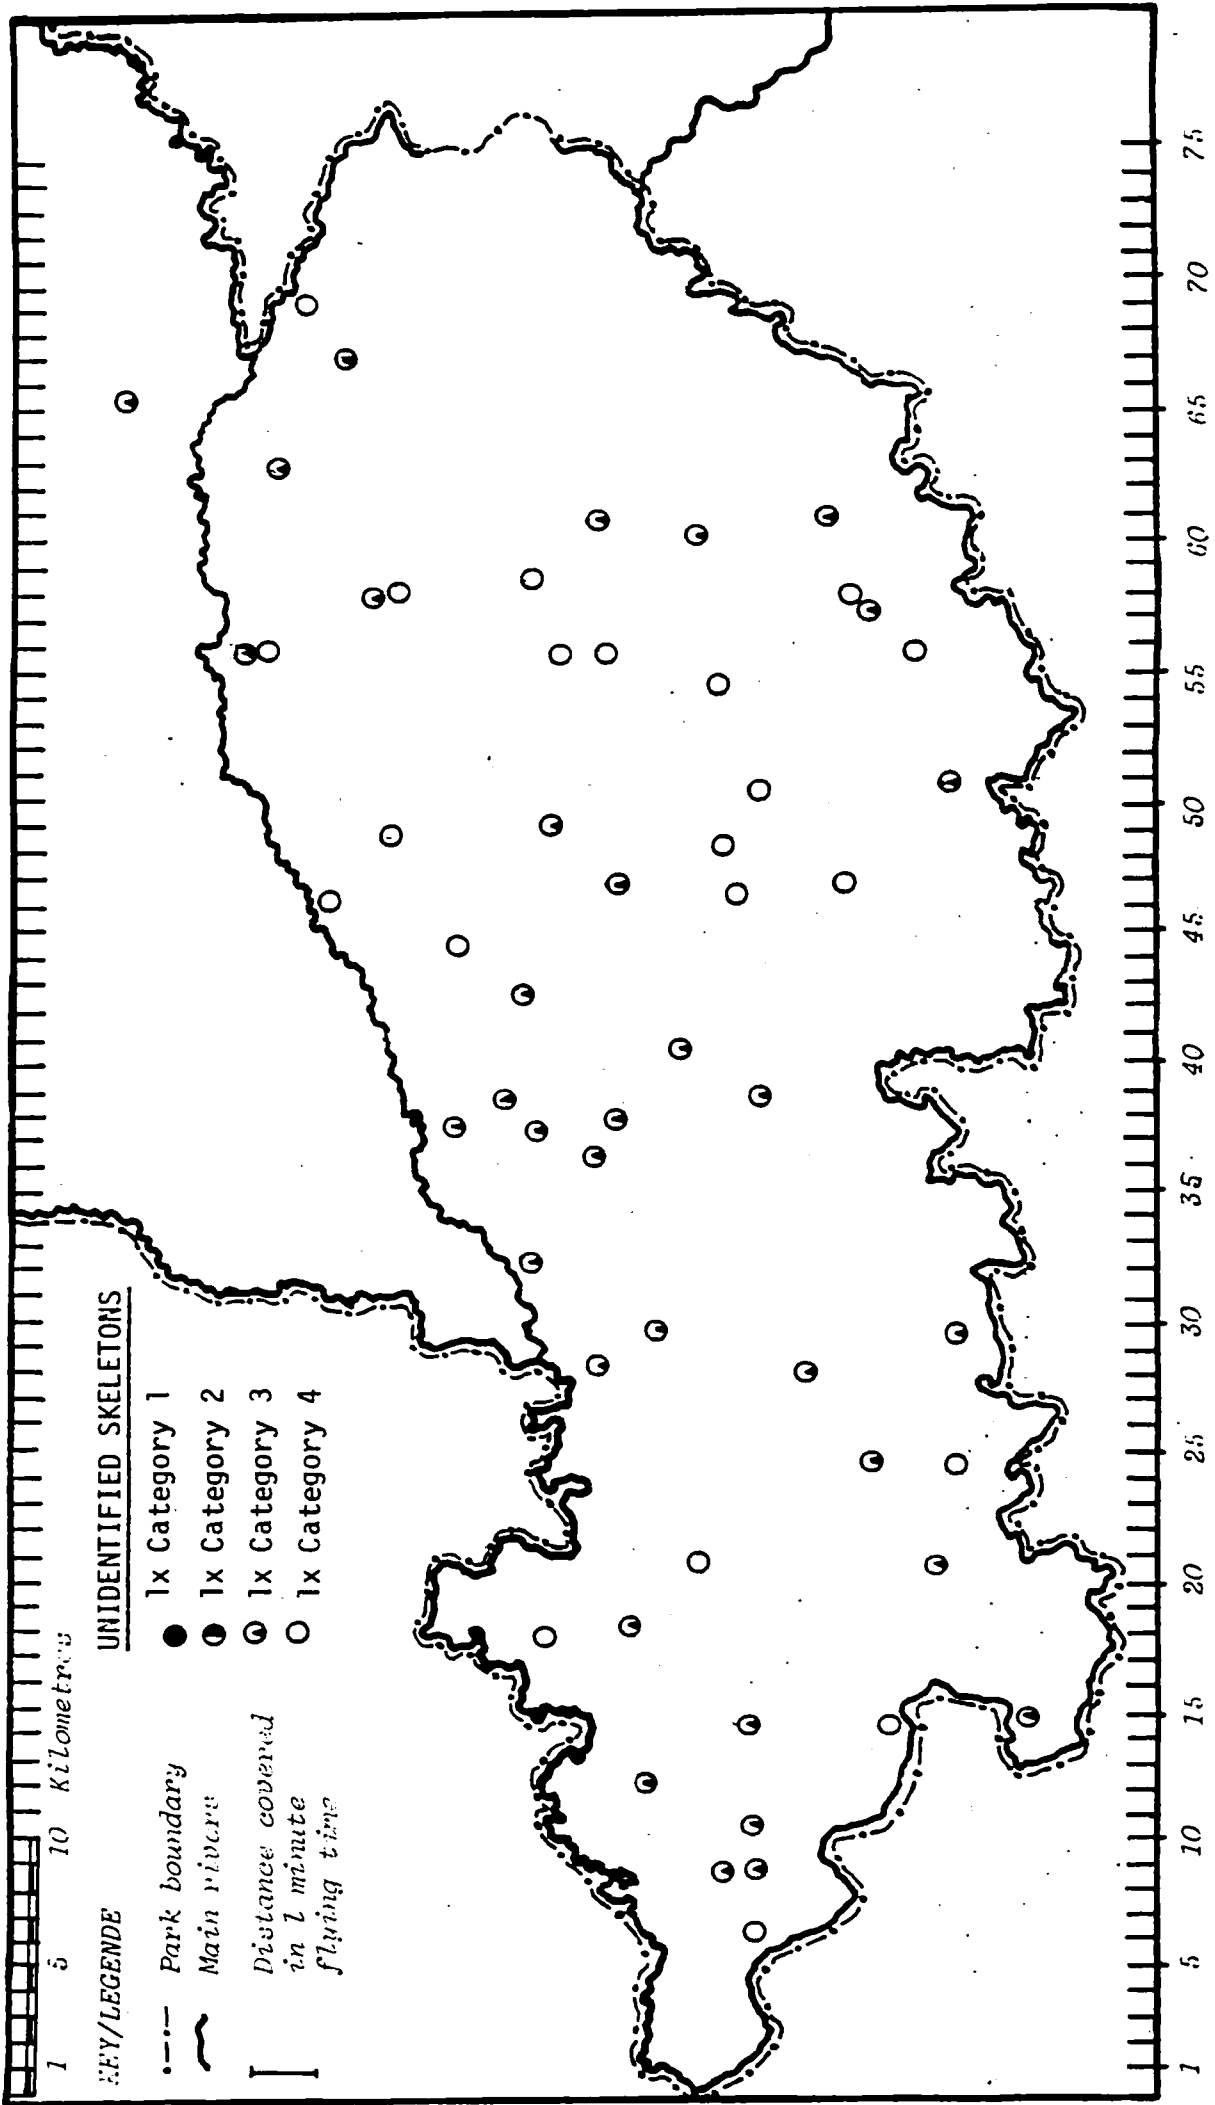 1 5 10 Kilometres
KEY/LEGENDE
Park boundary
Main rivers
Distance covered
in 1 minute
flying time
UNIDENTIFIED SKELETONS
1x Category 1
1x Category 2
1x Category 3
1x Category 4
1 5 10 15 20 25 30 35 40 45 50 55 60 65 70 75